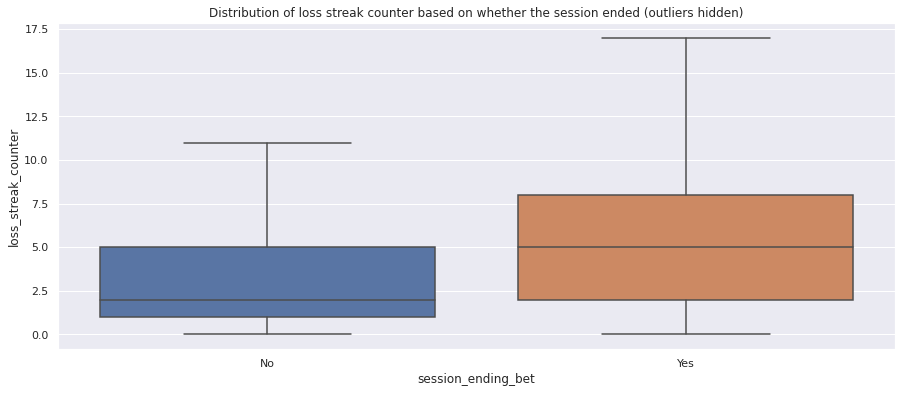 Distribution of loss streak counter based on whether the session ended (outliers hidden)
17.5
15.0
12.5
10.0
7.5
5.0
2.5
0.0
loss_streak_counter
No
Yes
session_ending_bet